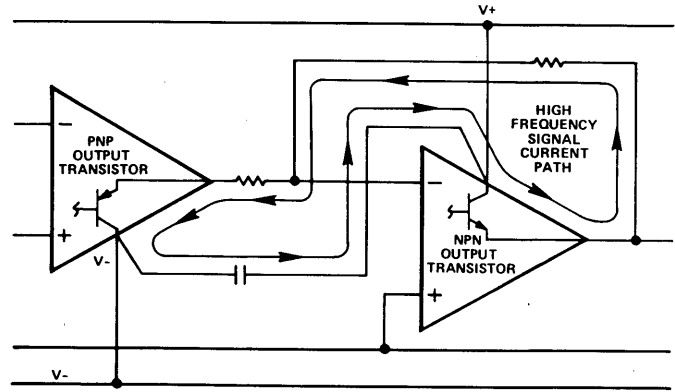 V+
HIGH
FREQUENCY
SIGNAL
CURRENT
PATH
−
PNP
OUTPUT
TRANSISTOR
+
V−
−
NPN
OUTPUT
TRANSISTOR
+
V−